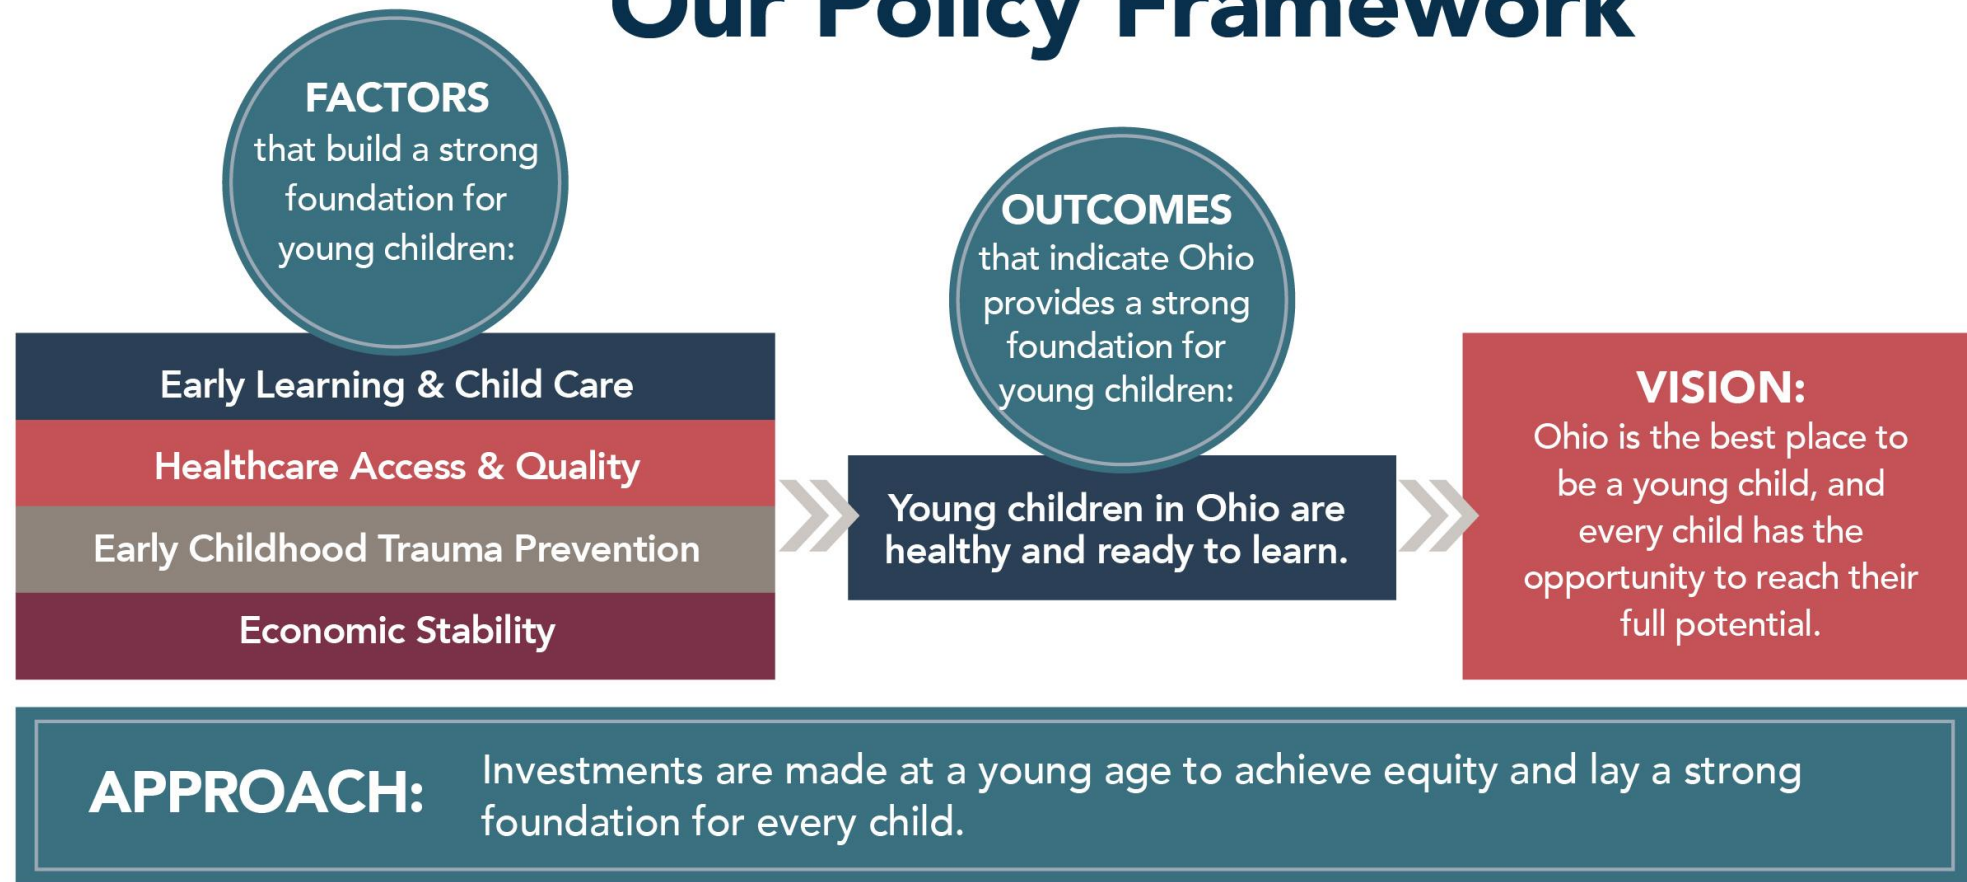 Our Policy Framework
FACTORS
that build a strong
foundation for
young children:
Early Learning & Child Care
Healthcare Access & Quality
Early Childhood Trauma Prevention
Economic Stability
OUTCOMES
that indicate Ohio
provides a strong
foundation for
young children:
Young children in Ohio are
healthy and ready to learn.
VISION:
Ohio is the best place to
be a young child, and
every child has the
opportunity to reach their
full potential.
APPROACH:
Investments are made at a young age to achieve equity and lay a strong
foundation for every child.